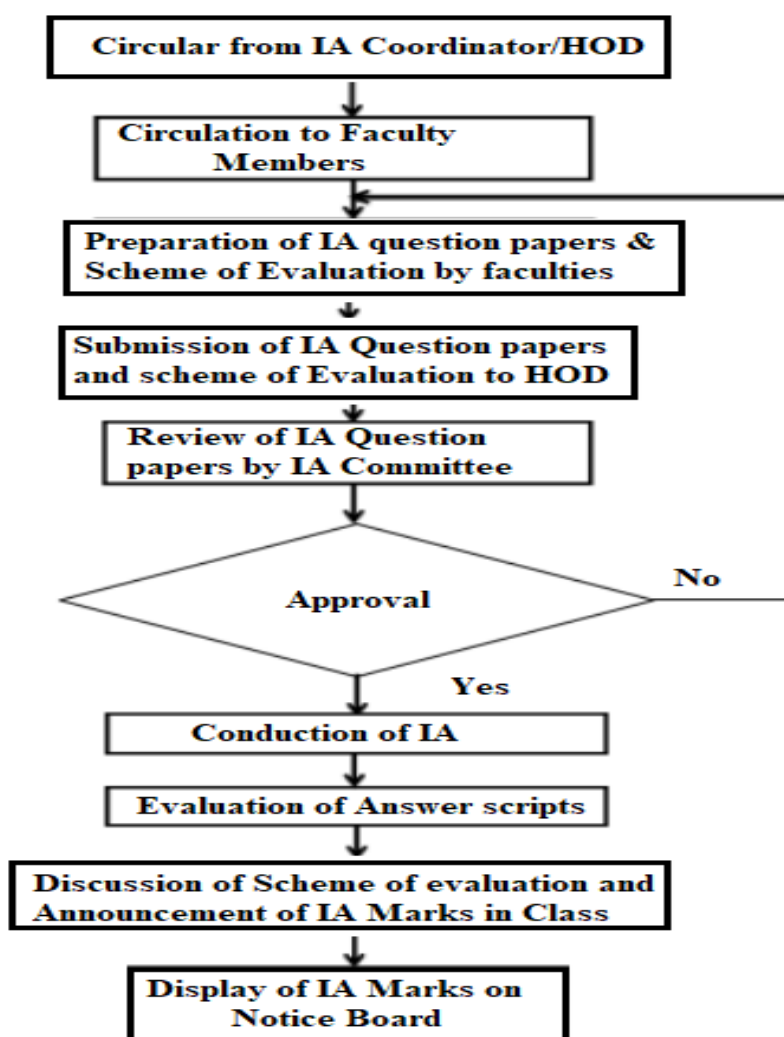 Circular from IA Coordinator/HOD
Circulation to Faculty
Members
Preparation of IA question papers &
Scheme of Evaluation by faculties
Submission of IA Question papers
and scheme of Evaluation to HOD
Review of IA Question
papers by IA Committee
Approval
No
Yes
Conduction of IA
Evaluation of Answer scripts
Discussion of Scheme of evaluation and
Announcement of IA Marks in Class
Display of IA Marks on
Notice Board